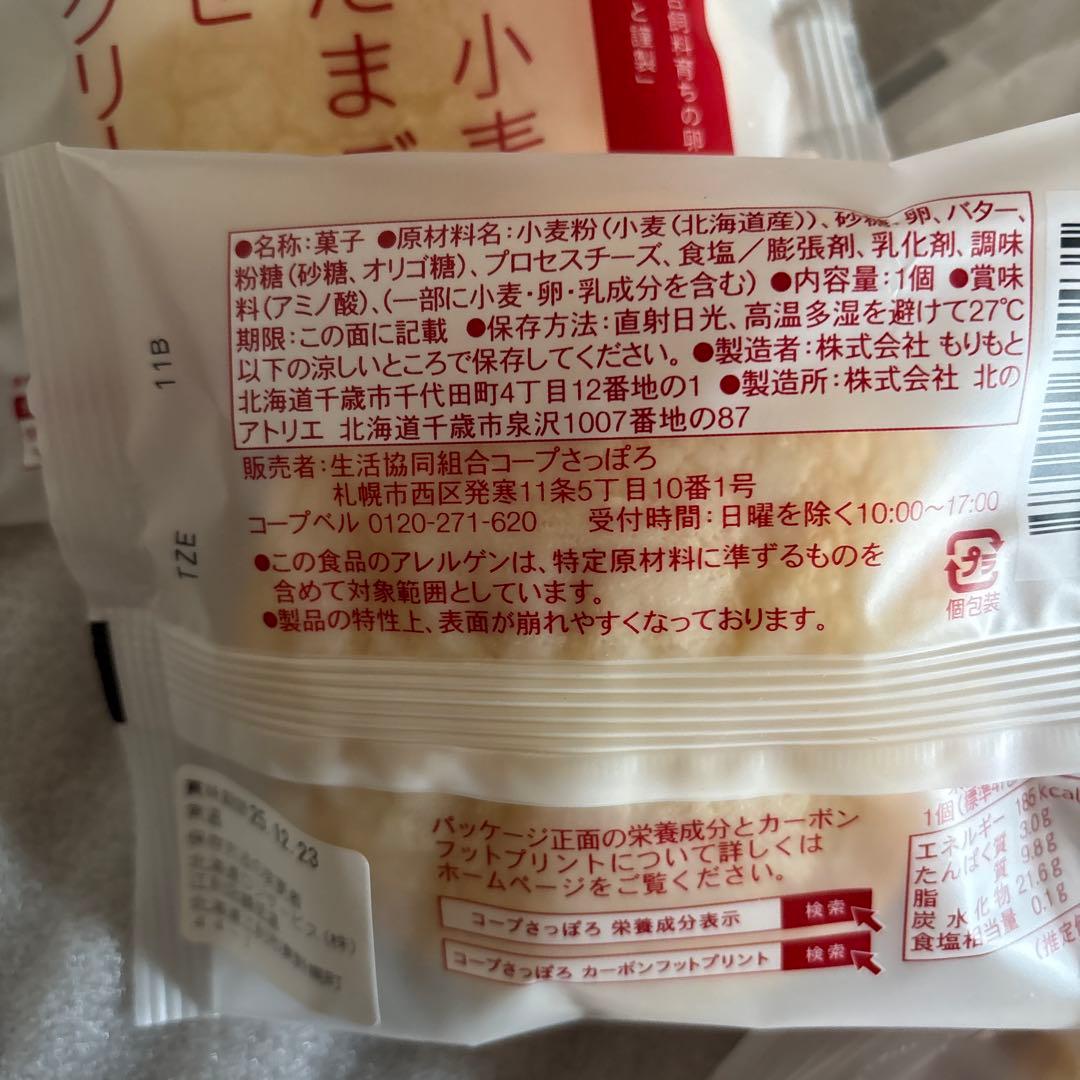 小麦
たまご
クリー
飼料育ちの卵
と謹製」
●名称:菓子 ●原材料名:小麦粉(小麦(北海道産))、砂糖、卵、バター、
粉糖(砂糖、オリゴ糖)、プロセスチーズ、食塩/膨張剤、乳化剤、調味
料(アミノ酸)、(一部に小麦・卵・乳成分を含む) ●内容量:1個 ●賞味
期限:この面に記載 ●保存方法:直射日光、高温多湿を避けて27℃
以下の涼しいところで保存してください。 ●製造者:株式会社 もりもと
北海道千歳市千代田町4丁目12番地の1 ●製造所:株式会社 北の
アトリエ 北海道千歳市泉沢1007番地の87
販売者:生活協同組合コープさっぽろ
札幌市西区発寒11条5丁目10番1号
コープベル 0120-271-620 受付時間:日曜を除く10:00~17:00
●この食品のアレルゲンは、特定原材料に準ずるものを
含めて対象範囲としています。
●製品の特性上、表面が崩れやすくなっております。
プラ
個包装
11B
TZE
25.12.23
パッケージ正面の栄養成分とカーボン
フットプリントについて詳しくは
ホームページをご覧ください。
コープさっぽろ 栄養成分表示 検索
コープさっぽろ カーボンフットプリント 検索
1個(標準
エネルギー 185kcal
たんぱく質 3.0g
脂質 9.8g
炭水化物 21.6g
食塩相当量 0.1g
(推定